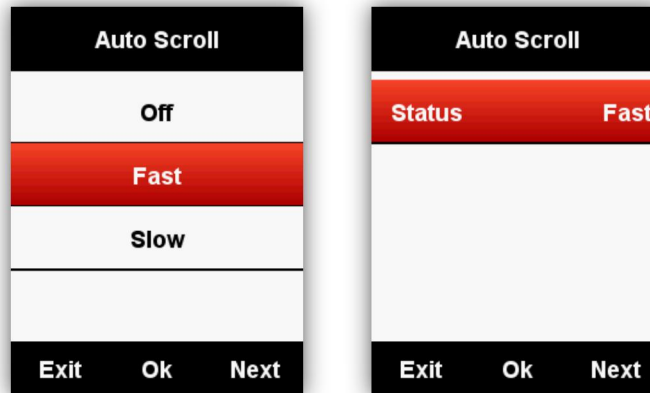 Auto Scroll
Off
Fast
Slow
Exit Ok Next
Auto Scroll
Status Fast
Exit Ok Next